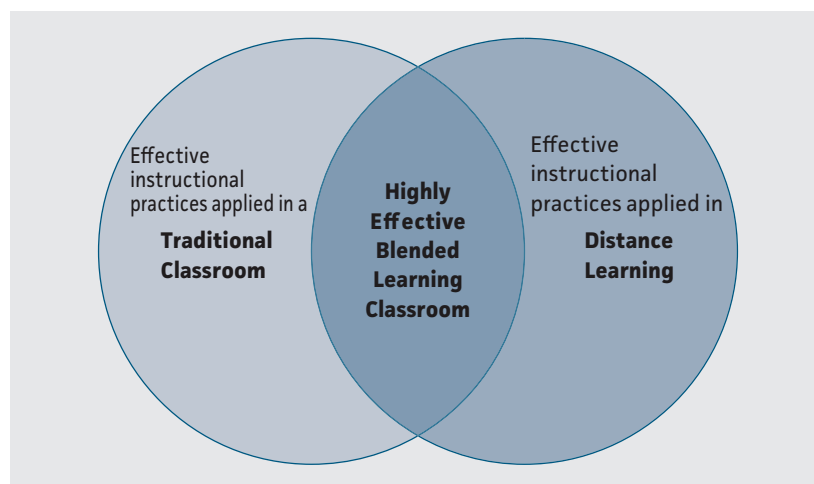 Effective
instructional
practices applied in a
Traditional
Classroom
Highly
Effective
Blended
Learning
Classroom
Effective
instructional
practices applied in
Distance
Learning